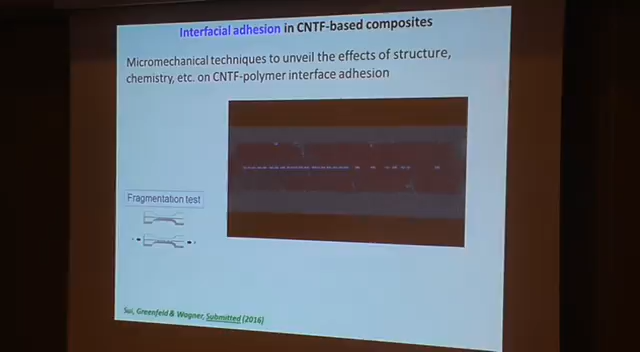 Interfacial adhesion in CNTF-based composites
Micromechanical techniques to unveil the effects of structure,
chemistry, etc. on CNTF-polymer interface adhesion
Fragmentation test
Sui, Greenfeld & Wagner, Submitted (2016)